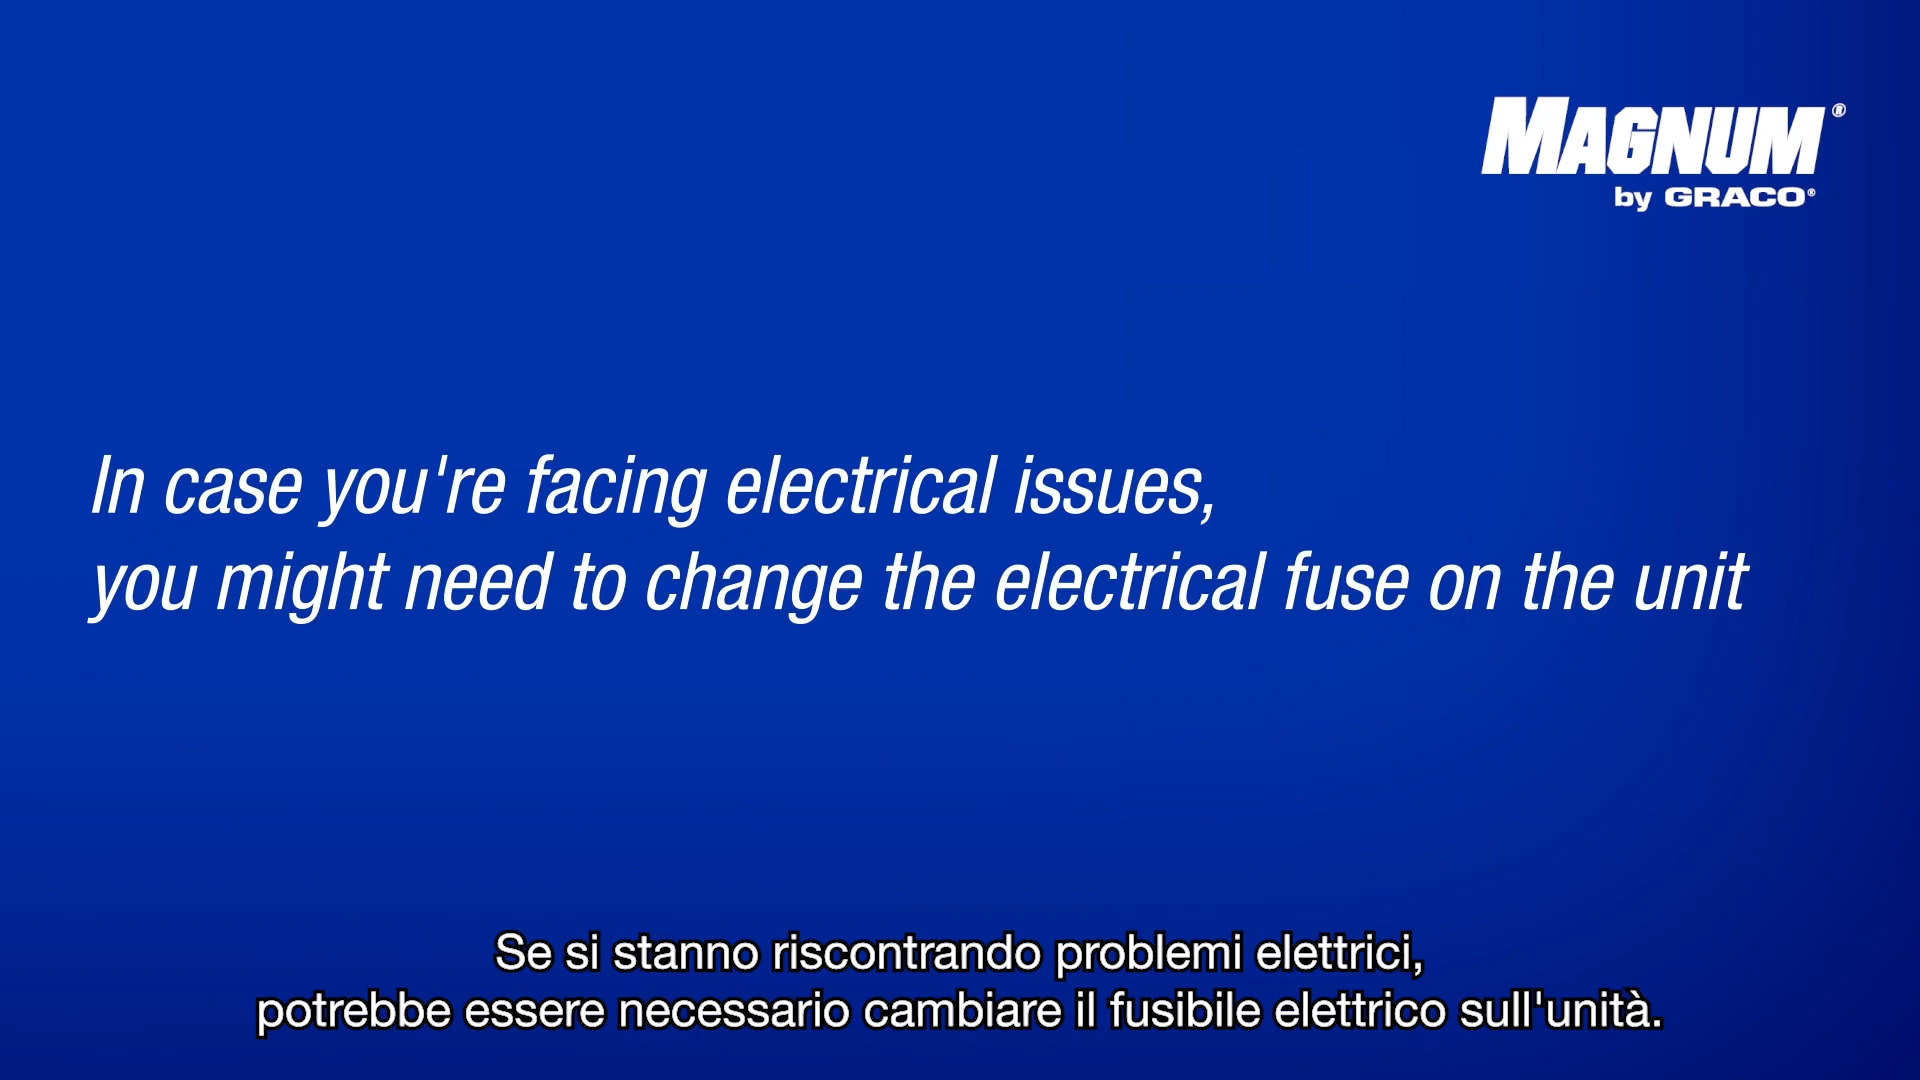 MAGNUM®
by GRACO®
In case you're facing electrical issues,
you might need to change the electrical fuse on the unit
Se si stanno riscontrando problemi elettrici,
potrebbe essere necessario cambiare il fusibile elettrico sull'unità.